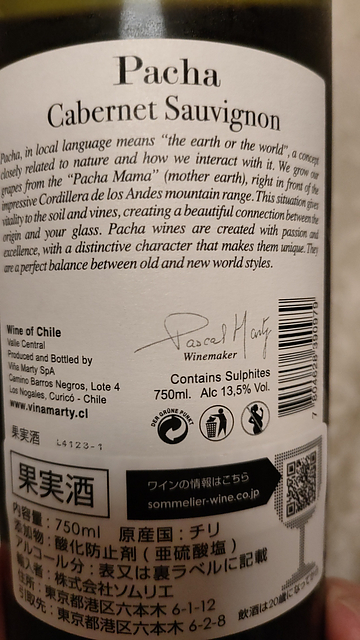 Pacha
Cabernet Sauvignon
Pacha, in local language means "the earth or the world", a concept
closely related to nature and how we interact with it. We grow our
grapes from the "Pacha Mama" (mother earth), right in front of the
impressive Cordillera de los Andes mountain range. This situation gives
vitality to the soil and vines, creating a beautiful connection between the
origin and your glass. Pacha wines are created with passion and
excellence, with a distinctive character that makes them unique. They
are a perfect balance between old and new world styles.
Wine of Chile
Valle Central
Produced and Bottled by
Viña Marty SpA
Camino Barros Negros, Lote 4
Los Nogales, Curicó - Chile
www.vinamarty.cl
Pascal Marty
Winemaker
Contains Sulphites
750ml. Alc 13,5% Vol.
DER GRÜNE PUNKT
果実酒 L4123-1
果実酒
ワインの情報はこちら
sommelier-wine.co.jp
内容量：750ml 原産国：チリ
添加物：酸化防止剤（亜硫酸塩）
アルコール分：表又は裏ラベルに記載
輸入者：株式会社ソムリエ
住所：東京都港区六本木 6-1-12
引取先：東京都港区六本木 6-2-8
飲酒は20歳になって